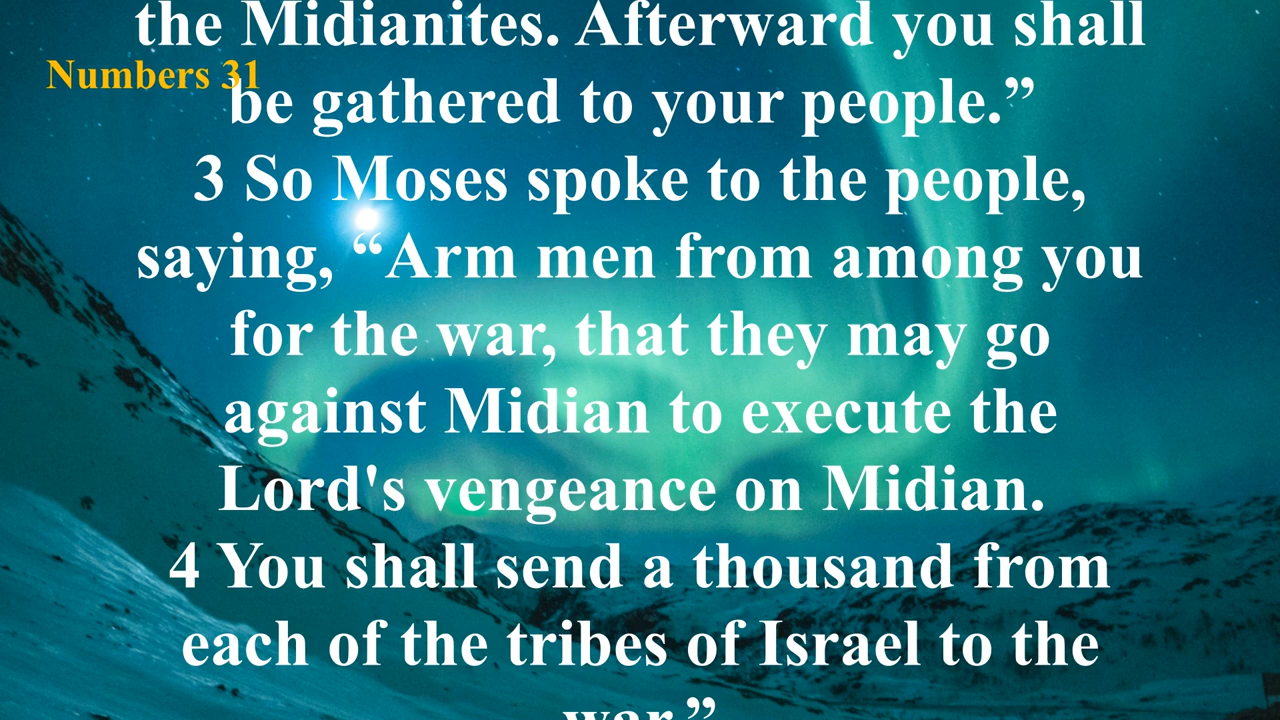 the Midianites. Afterward you shall
Numbers 31
be gathered to your people.”
3 So Moses spoke to the people,
saying, “Arm men from among you
for the war, that they may go
against Midian to execute the
Lord's vengeance on Midian.
4 You shall send a thousand from
each of the tribes of Israel to the
war.”